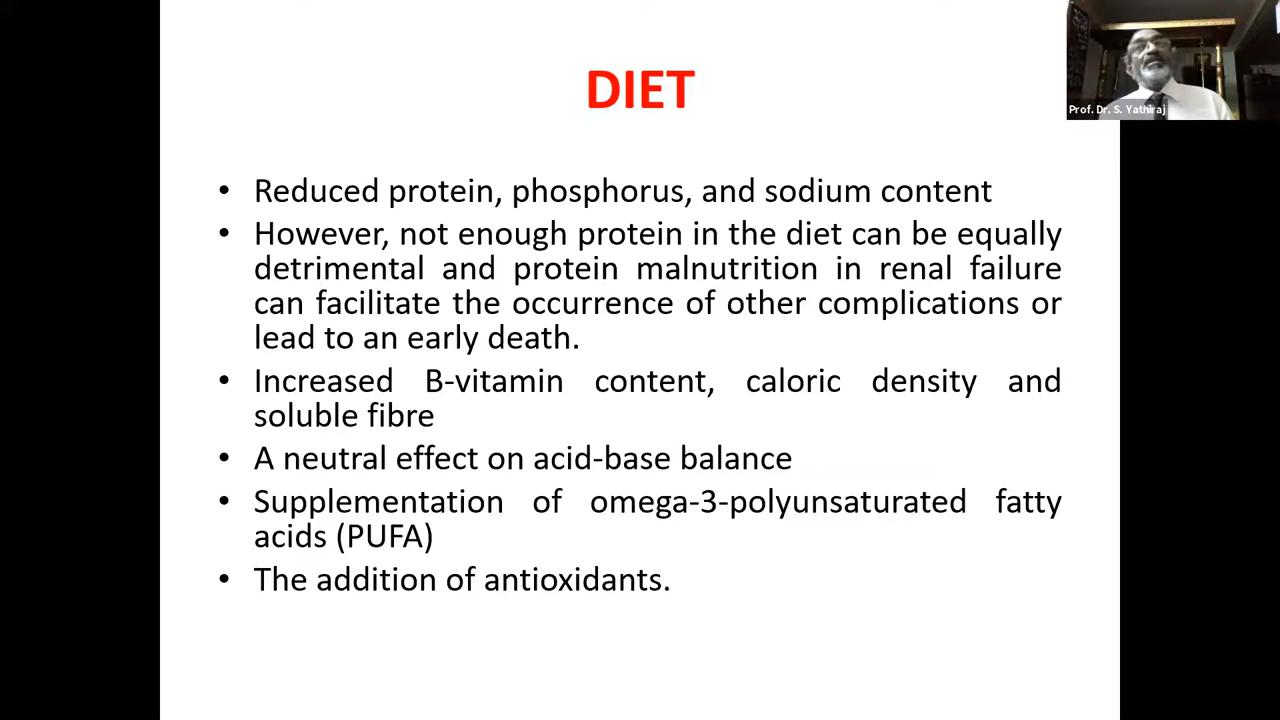 DIET
Prof. Dr. S. Yathiraj
• Reduced protein, phosphorus, and sodium content
• However, not enough protein in the diet can be equally
detrimental and protein malnutrition in renal failure
can facilitate the occurrence of other complications or
lead to an early death.
• Increased B-vitamin content, caloric density and
soluble fibre
• A neutral effect on acid-base balance
• Supplementation of omega-3-polyunsaturated fatty
acids (PUFA)
• The addition of antioxidants.